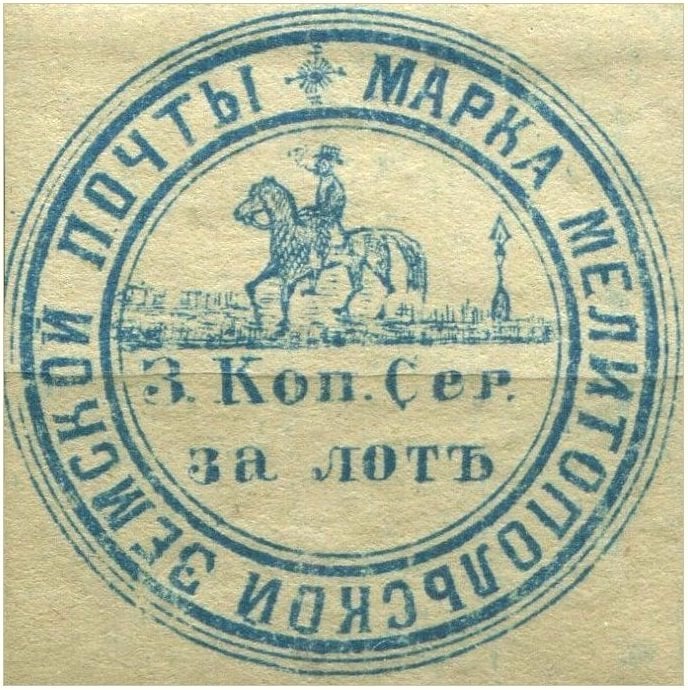 МАРКА МЕЛИТОПОЛЬСКОЙ ЗЕМСКОЙ ПОЧТЫ
3. Коп. Сер.
за лотъ